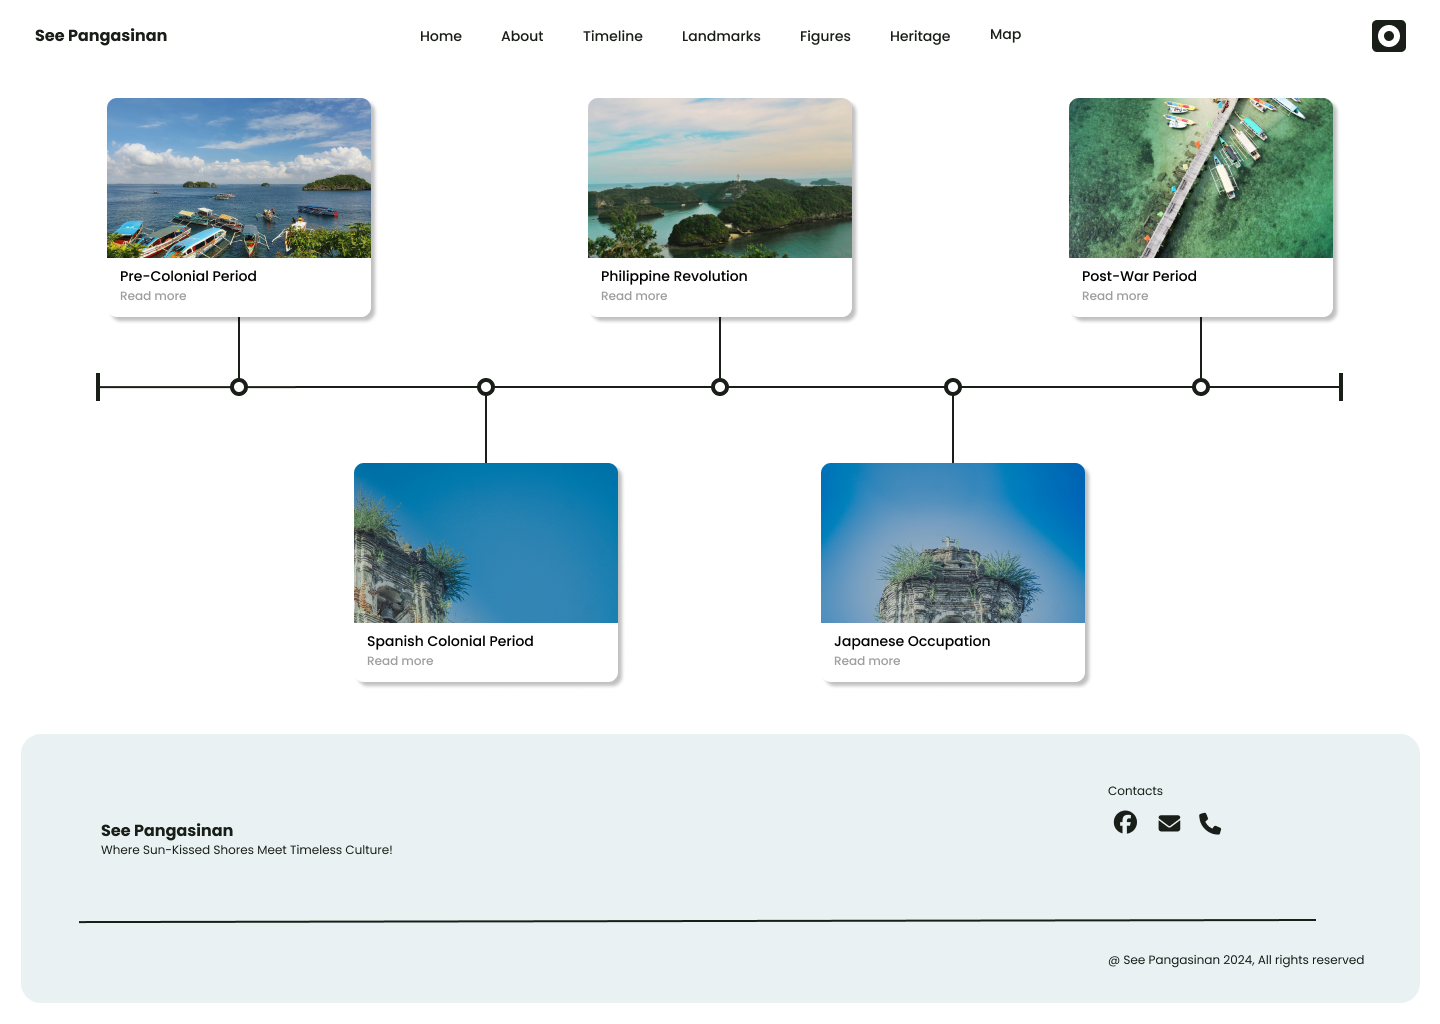 See Pangasinan
Home
About
Timeline
Landmarks
Figures
Heritage
Map
Pre-Colonial Period
Read more
Philippine Revolution
Read more
Post-War Period
Read more
Spanish Colonial Period
Read more
Japanese Occupation
Read more
See Pangasinan
Where Sun-Kissed Shores Meet Timeless Culture!
Contacts
@ See Pangasinan 2024, All rights reserved